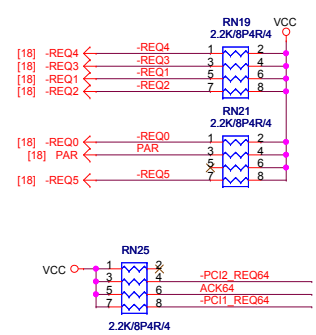 RN19 VCC
2.2K/8P4R/4
[18] -REQ4 -REQ4 1 2
[18] -REQ3 -REQ3 3 4
[18] -REQ1 -REQ1 5 6
[18] -REQ2 -REQ2 7 8
RN21
2.2K/8P4R/4
[18] -REQ0 -REQ0 1 2
[18] PAR PAR 3 4
5 6
[18] -REQ5 -REQ5 7 8
RN25
VCC 1 2
3 4 -PCI2_REQ64
5 6 ACK64
7 8 -PCI1_REQ64
2.2K/8P4R/4